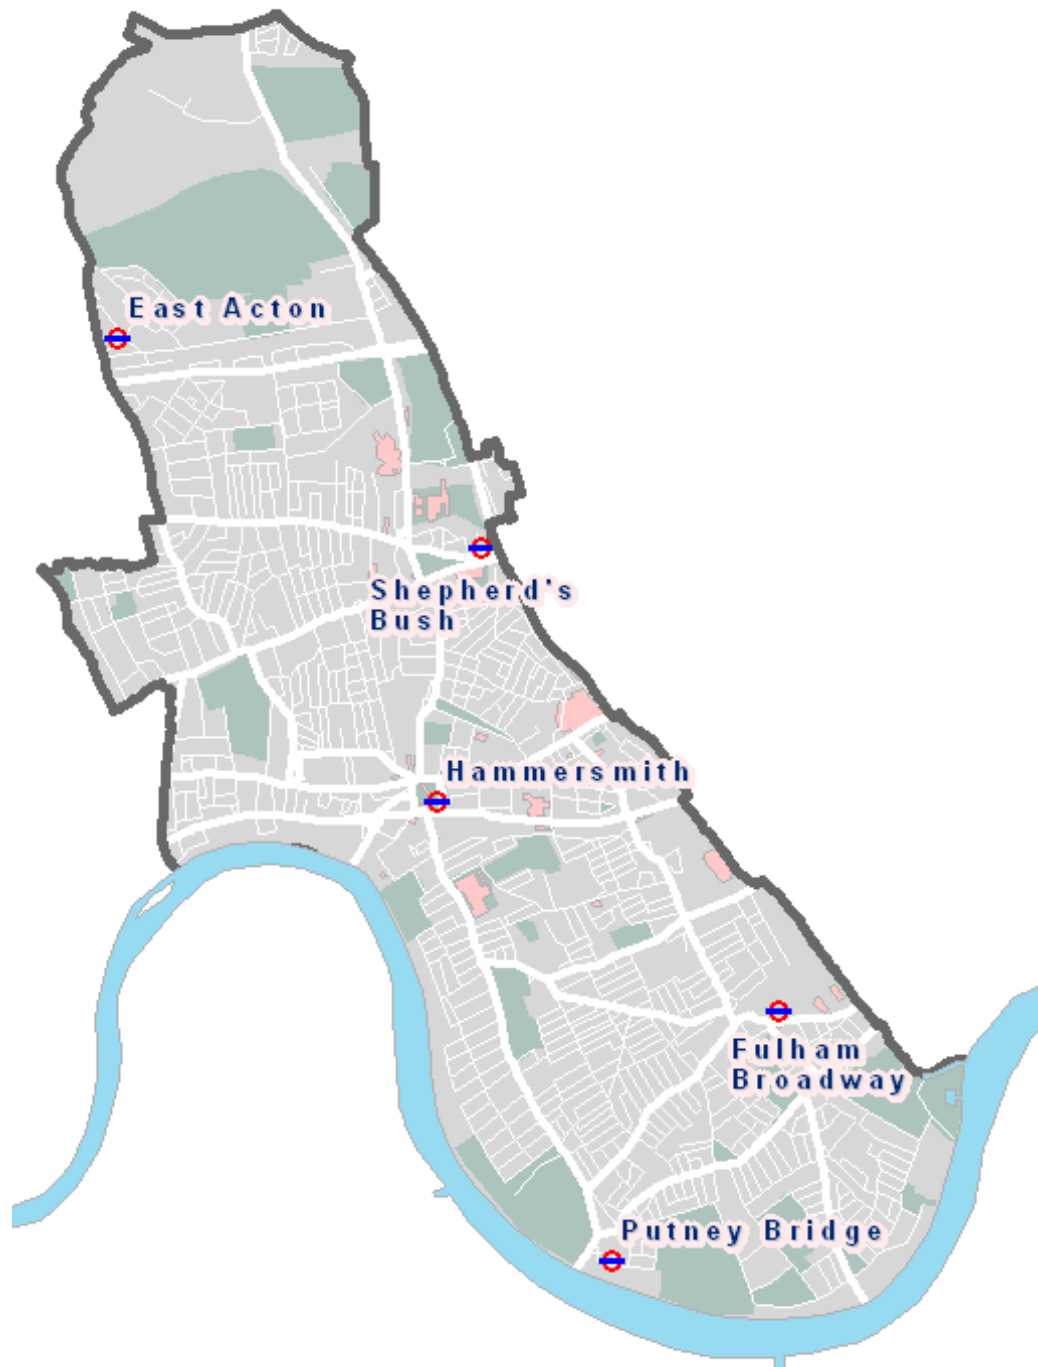 East Acton
Shepherd's
Bush
Hammersmith
Fulham
Broadway
Putney Bridge